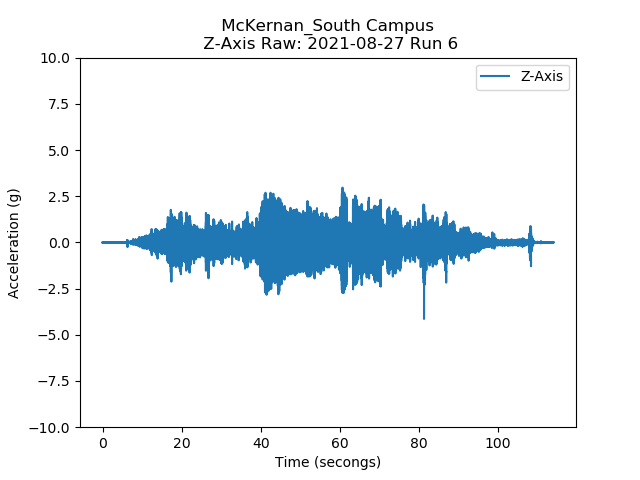 McKernan_South Campus
Z-Axis Raw: 2021-08-27 Run 6
10.0
7.5
5.0
2.5
0.0
−2.5
−5.0
−7.5
−10.0
Acceleration (g)
Z-Axis
0 20 40 60 80 100
Time (secongs)